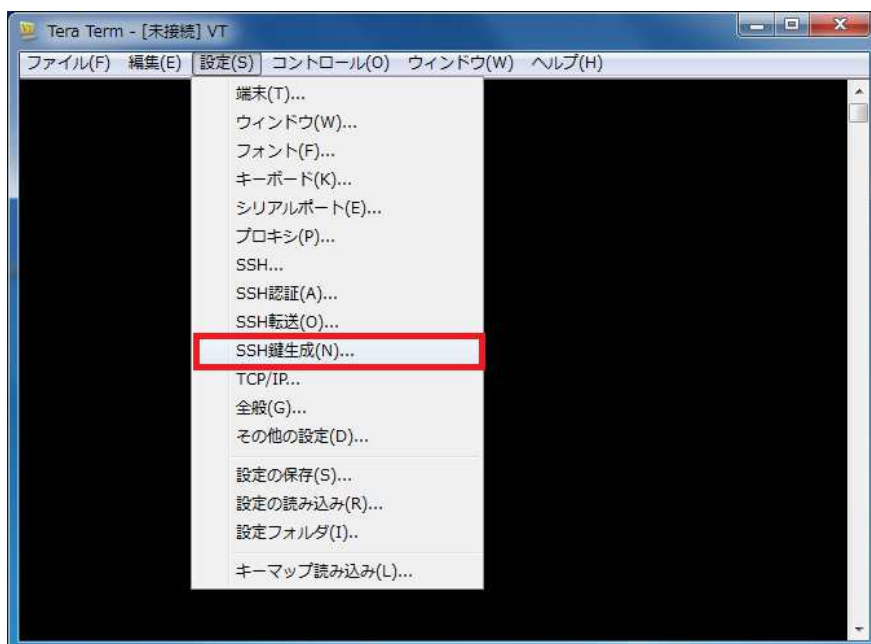 Tera Term - [未接続] VT
ファイル(F) 編集(E) 設定(S) コントロール(O) ウィンドウ(W) ヘルプ(H)
端末(T)...
ウィンドウ(W)...
フォント(F)...
キーボード(K)...
シリアルポート(E)...
プロキシ(P)...
SSH...
SSH認証(A)...
SSH転送(O)...
SSH鍵生成(N)...
TCP/IP...
全般(G)...
その他の設定(D)...
設定の保存(S)...
設定の読み込み(R)...
設定フォルダ(I)..
キーマップ読み込み(L)...